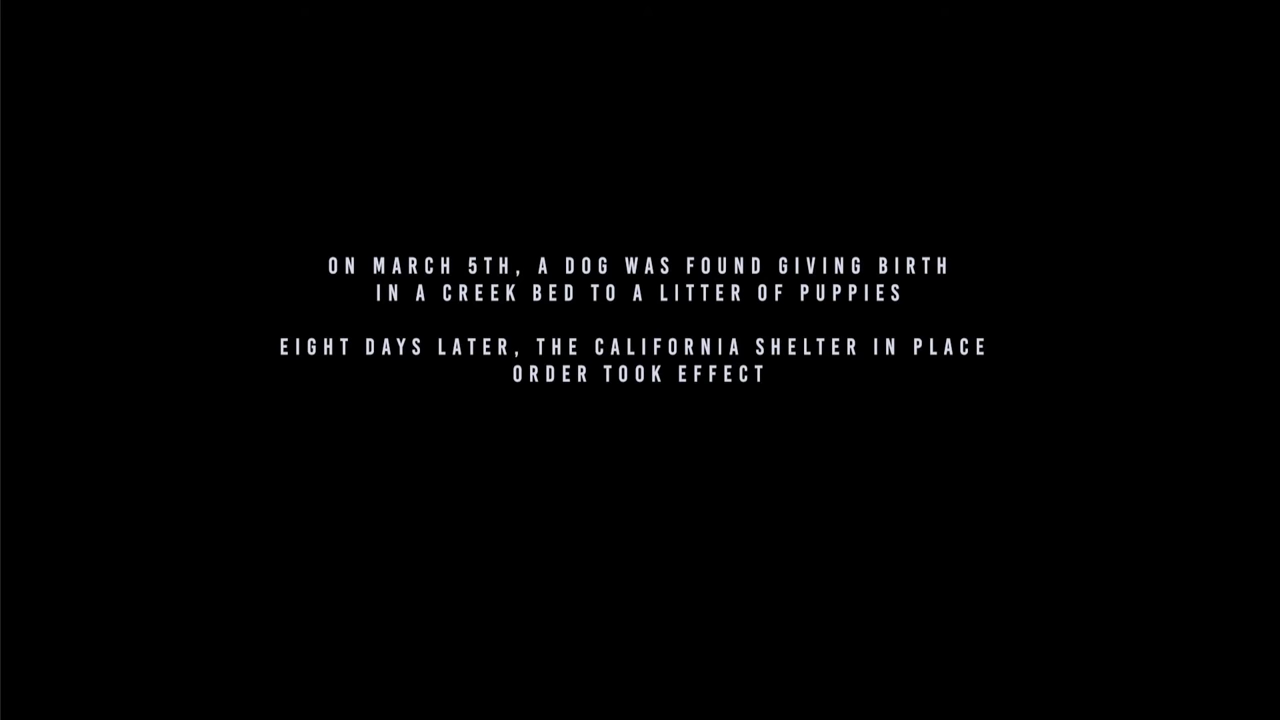 ON MARCH 5TH, A DOG WAS FOUND GIVING BIRTH
IN A CREEK BED TO A LITTER OF PUPPIES
EIGHT DAYS LATER, THE CALIFORNIA SHELTER IN PLACE
ORDER TOOK EFFECT